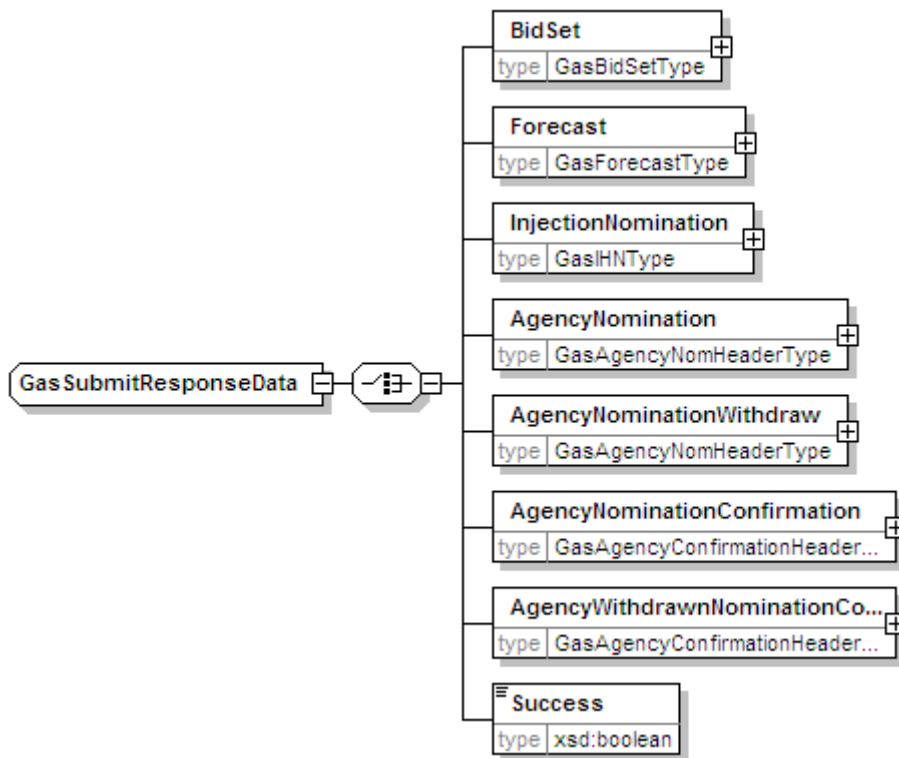 BidSet
type GasBidSetType
Forecast
type GasForecastType
InjectionNomination
type GasIHNType
AgencyNomination
type GasAgencyNomHeaderType
GasSubmitResponseData
AgencyNominationWithdraw
type GasAgencyNomHeaderType
AgencyNominationConfirmation
type GasAgencyConfirmationHeader...
AgencyWithdrawnNominationCo...
type GasAgencyConfirmationHeader...
Success
type xsd:boolean